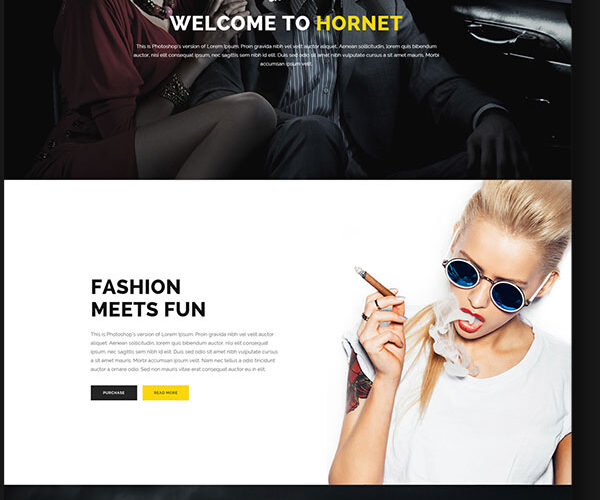 WELCOME TO HORNET
This is Photoshop's version of Lorem Ipsum. Proin gravida nibh vel velit auctor aliquet. Aenean sollicitudin, lorem quis bibendum
auctor, nisi elit consequat ipsum, nec sagittis sem nibh id elit. Duis sed odio sit amet nibh vulputate cursus a sit amet mauris. Morbi
accumsan ipsum velit.
FASHION
MEETS FUN
This is Photoshop's version of Lorem Ipsum. Proin gravida nibh vel velit auctor
aliquet. Aenean sollicitudin, lorem quis bibendum auctor, nisi elit consequat
ipsum, nec sagittis sem nibh id elit. Duis sed odio sit amet nibh vulputate cursus
a sit amet mauris. Morbi accumsan ipsum velit. Nam nec tellus a odio tincidunt
auctor a ornare odio. Sed non mauris vitae erat consequat auctor eu in elit.
PURCHASE
READ MORE